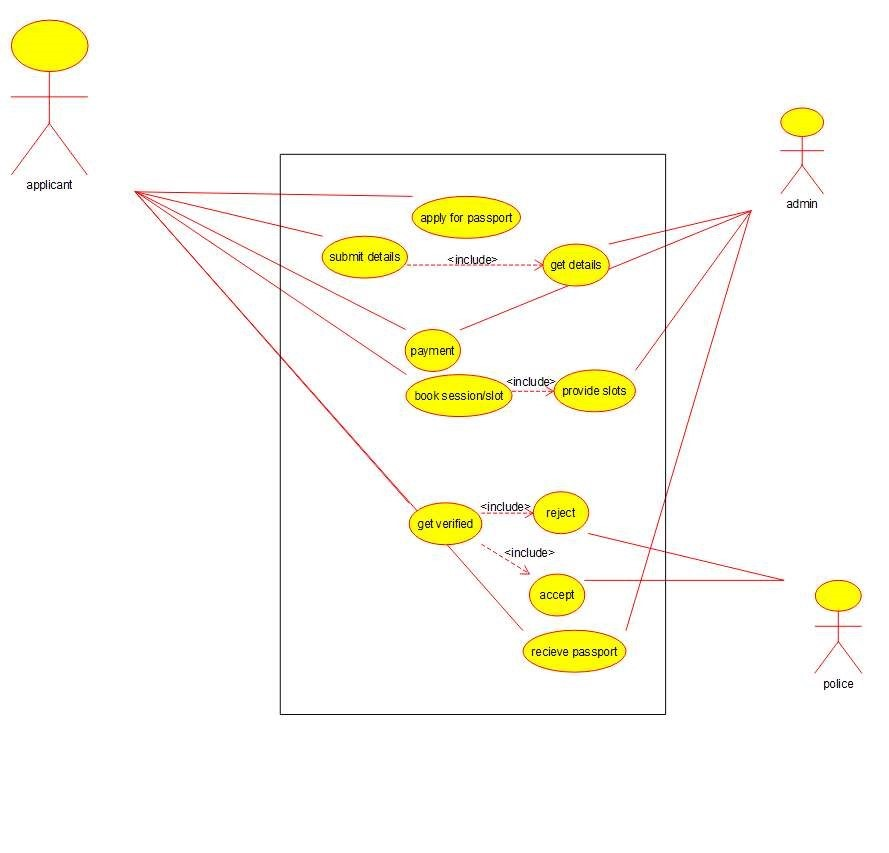 applicant
admin
apply for passport
submit details
<include>
get details
payment
<include>
book session/slot
provide slots
<include>
reject
get verified
<include>
accept
recieve passport
police